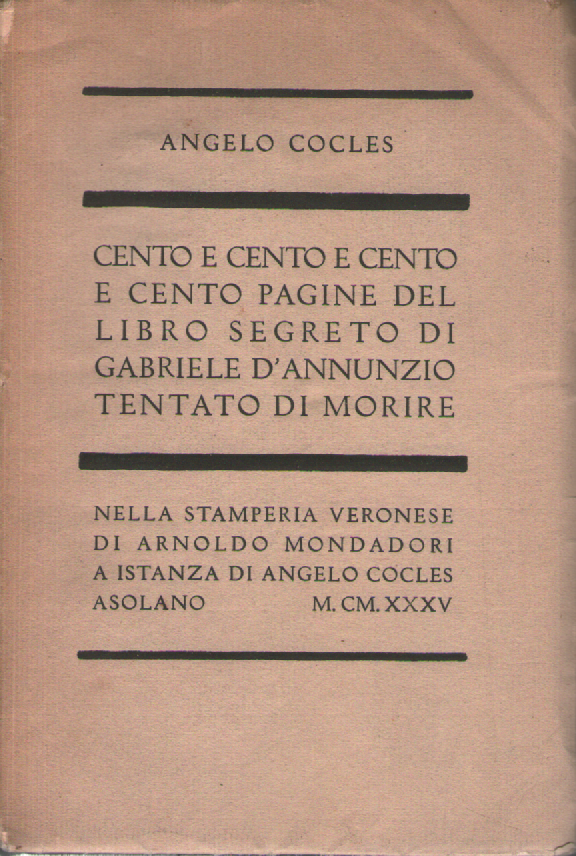 ANGELO COCLES
CENTO E CENTO E CENTO
E CENTO PAGINE DEL
LIBRO SEGRETO DI
GABRIELE D'ANNUNZIO
TENTATO DI MORIRE
NELLA STAMPERIA VERONESE
DI ARNOLDO MONDADORI
A ISTANZA DI ANGELO COCLES
ASOLANO M. CM. XXXV